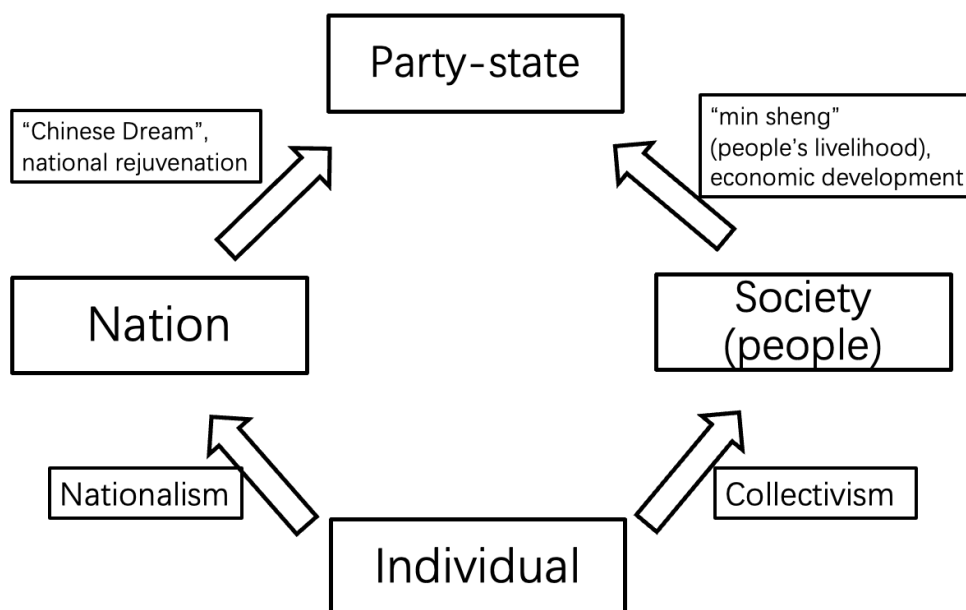 Party-state
“Chinese Dream”,
national rejuvenation
“min sheng”
(people’s livelihood),
economic development
Nation
Society
(people)
Nationalism
Collectivism
Individual